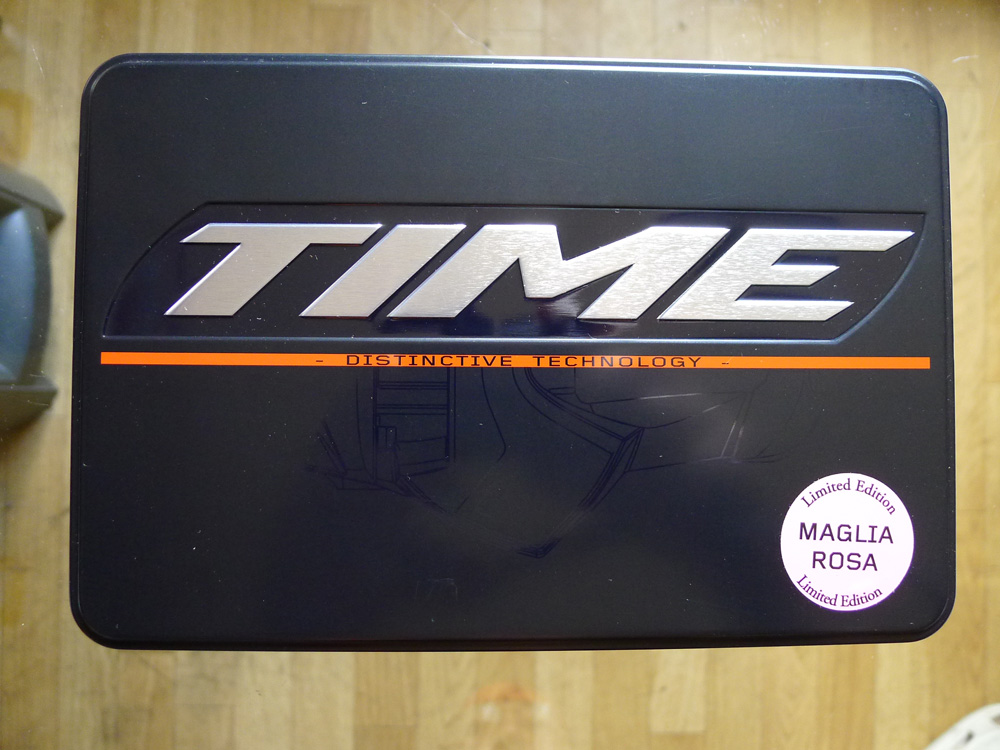 TIME
- DISTINCTIVE TECHNOLOGY -
Limited Edition
MAGLIA
ROSA
Limited Edition